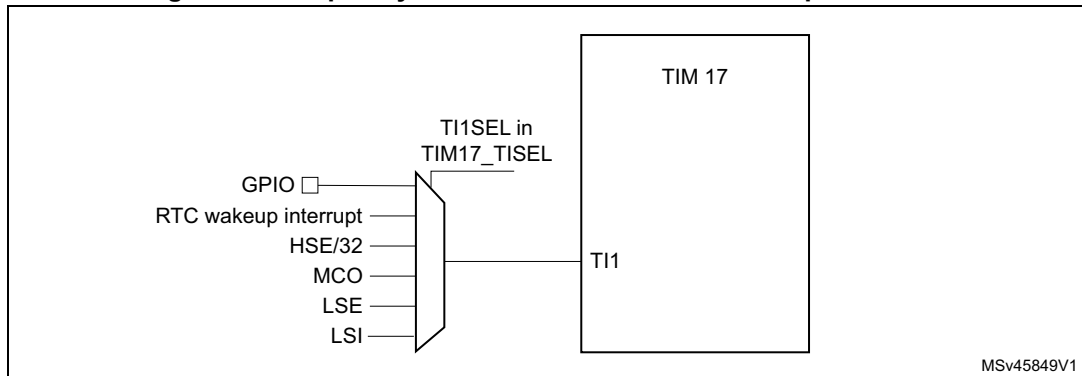 TIM 17
TI1SEL in
TIM17_TISEL
GPIO
RTC wakeup interrupt
HSE/32
MCO
LSE
LSI
TI1
MSv45849V1